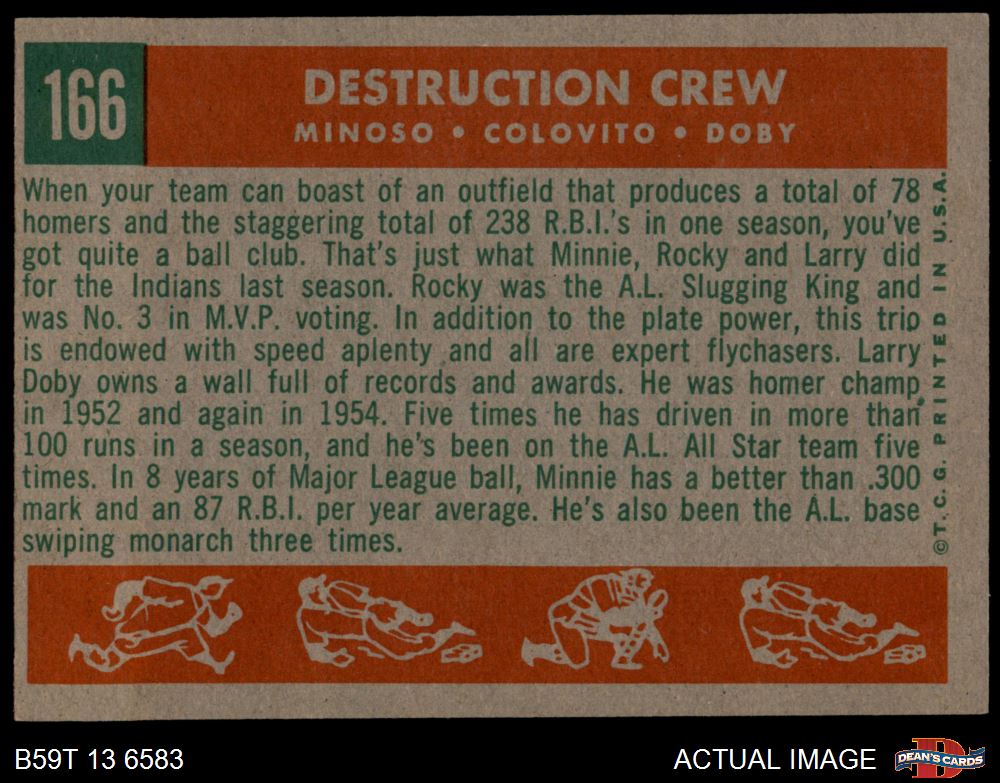 166
DESTRUCTION CREW
MINOSO • COLOVITO • DOBY
When your team can boast of an outfield that produces a total of 78
homers and the staggering total of 238 R.B.I.'s in one season, you've
got quite a ball club. That's just what Minnie, Rocky and Larry did
for the Indians last season. Rocky was the A.L. Slugging King and
was No. 3 in M.V.P. voting. In addition to the plate power, this trio
is endowed with speed aplenty and all are expert flychasers. Larry
Doby owns a wall full of records and awards. He was homer champ
in 1952 and again in 1954. Five times he has driven in more than
100 runs in a season, and he's been on the A.L. All Star team five
times. In 8 years of Major League ball, Minnie has a better than .300
mark and an 87 R.B.I. per year average. He's also been the A.L. base
swiping monarch three times.
©T.C.G. PRINTED IN U.S.A.
B59T 13 6583
ACTUAL IMAGE
D
DEAN'S CARDS